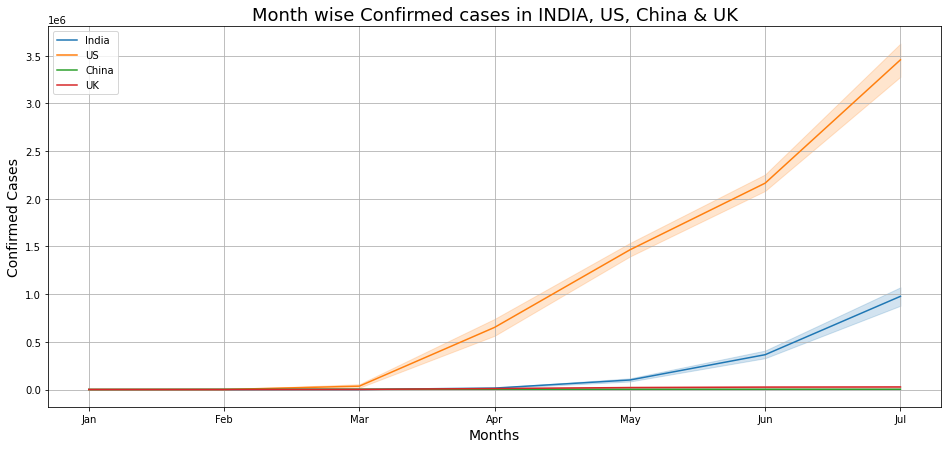 Month wise Confirmed cases in INDIA, US, China & UK
1e6
India
US
China
UK
3.5
3.0
2.5
2.0
1.5
1.0
0.5
0.0
Confirmed Cases
Jan Feb Mar Apr May Jun Jul
Months